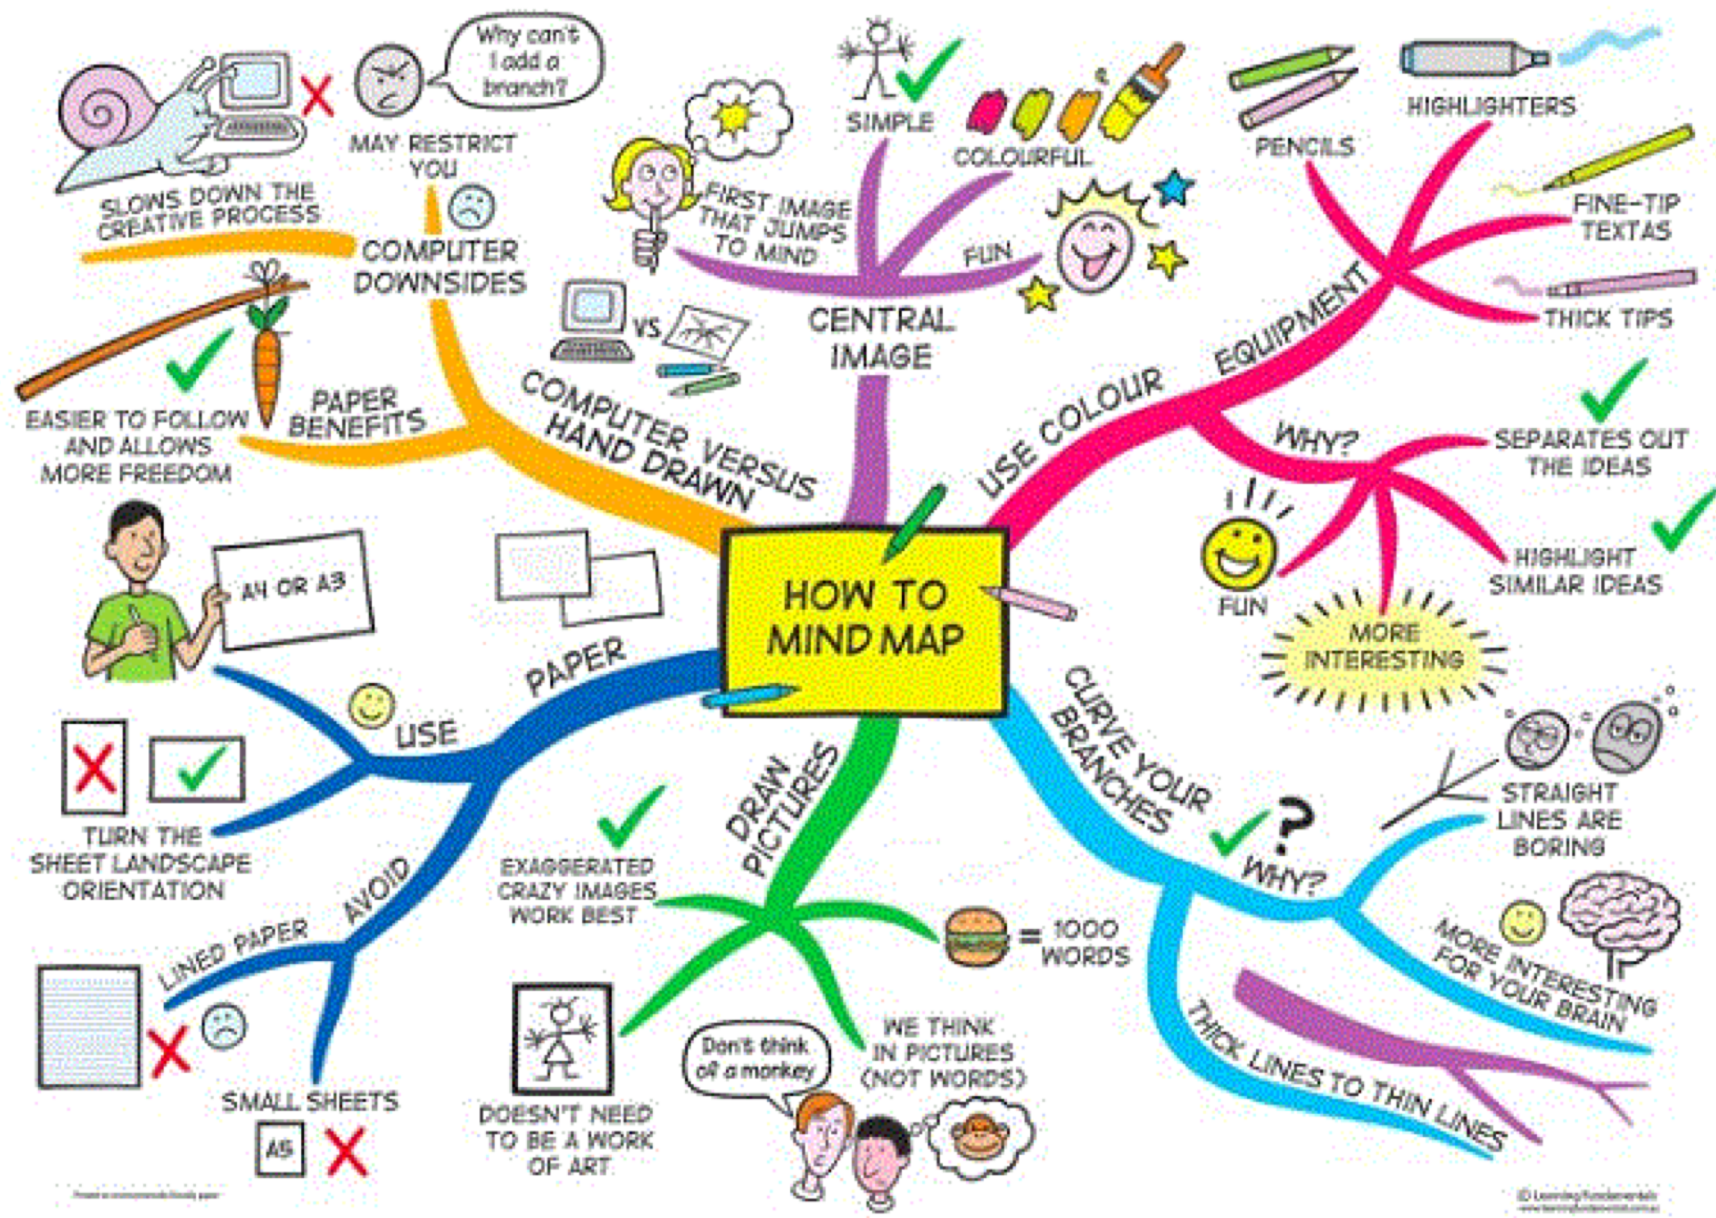 HOW TO
MIND MAP
CENTRAL
IMAGE
FIRST IMAGE
THAT JUMPS
TO MIND
SIMPLE
COLOURFUL
FUN
USE COLOUR
EQUIPMENT
PENCILS
HIGHLIGHTERS
FINE-TIP
TEXTAS
THICK TIPS
WHY?
SEPARATES OUT
THE IDEAS
HIGHLIGHT
SIMILAR IDEAS
MORE
INTERESTING
FUN
CURVE YOUR
BRANCHES
?
WHY?
STRAIGHT
LINES ARE
BORING
MORE INTERESTING
FOR YOUR BRAIN
THICK LINES TO THIN LINES
DRAW
PICTURES
= 1000
WORDS
WE THINK
IN PICTURES
(NOT WORDS)
Don't think
of a monkey
DOESN'T NEED
TO BE A WORK
OF ART
EXAGGERATED
CRAZY IMAGES
WORK BEST
PAPER
USE
A4 OR A3
TURN THE
SHEET LANDSCAPE
ORIENTATION
AVOID
LINED PAPER
SMALL SHEETS
A5
COMPUTER VERSUS
HAND DRAWN
VS
PAPER
BENEFITS
EASIER TO FOLLOW
AND ALLOWS
MORE FREEDOM
COMPUTER
DOWNSIDES
SLOWS DOWN THE
CREATIVE PROCESS
MAY RESTRICT
YOU
Why can't
I add a
branch?
© Learning Fundamentals